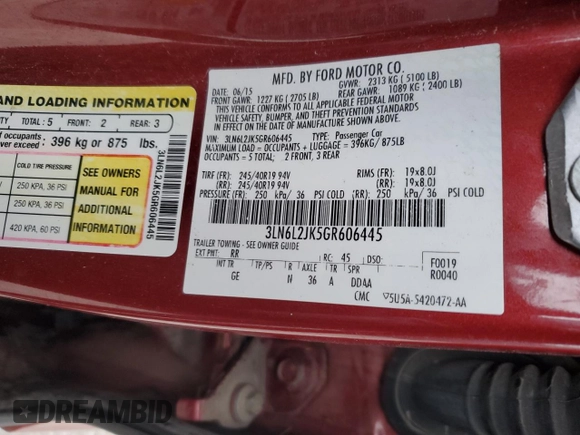 AND LOADING INFORMATION
TOTAL: 5 FRONT: 2 REAR: 3
occupants
exceed: 396 kg or 875 lbs.
COLD TIRE PRESSURE
250 KPA, 36 PSI
250 KPA, 36 PSI
420 KPA, 60 PSI
SEE OWNERS
MANUAL FOR
ADDITIONAL
INFORMATION
3LN6L2JK5GR606445
MFD. BY FORD MOTOR CO.
DATE: 06/15 GVWR: 2313 KG ( 5100 LB)
FRONT GAWR: 1227 KG ( 2705 LB) REAR GAWR: 1089 KG ( 2400 LB)
THIS VEHICLE CONFORMS TO ALL APPLICABLE FEDERAL MOTOR
VEHICLE SAFETY, BUMPER, AND THEFT PREVENTION STANDARDS
IN EFFECT ON THE DATE OF MANUFACTURE SHOWN ABOVE.
VIN: 3LN6L2JK5GR606445 TYPE: Passenger Car
MAXIMUM LOAD = OCCUPANTS + LUGGAGE = 396KG/ 875LB
OCCUPANTS = 5 TOTAL: 2 FRONT, 3 REAR
TIRE (FR): 245/40R19 94V RIMS (FR): 19x8.0J
TIRE (RR): 245/40R19 94V RIMS (RR): 19x8.0J
PRESSURE (FR): 250 kPa/ 36 PSI COLD (RR): 250 kPa/36 PSI COLD
3LN6L2JK5GR606445
TRAILER TOWING - SEE OWNER GUIDE
EXT PNT: RR RC: 45 DSO: F0019
INT TR TP/PS R AXLE TR SPR R0040
GE N 36 A DDAA
CMC 5U5A-5420472-AA
DREAMBID